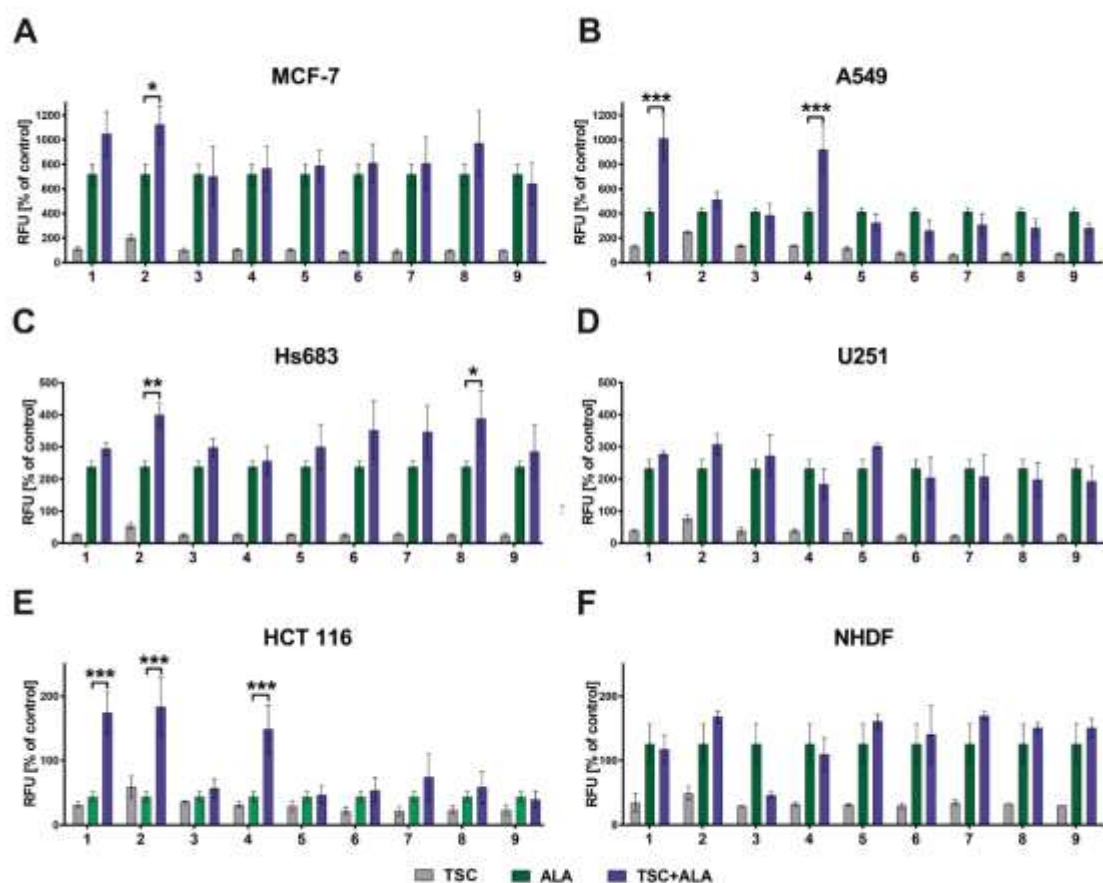 A
MCF-7
*
RFU [% of control]
1200
1000
800
600
400
200
0
1 2 3 4 5 6 7 8 9
B
A549
*** ***
RFU [% of control]
1200
1000
800
600
400
200
0
1 2 3 4 5 6 7 8 9
C
Hs683
** *
RFU [% of control]
500
400
300
200
100
0
1 2 3 4 5 6 7 8 9
D
U251
RFU [% of control]
500
400
300
200
100
0
1 2 3 4 5 6 7 8 9
E
HCT 116
*** *** ***
RFU [% of control]
200
100
0
1 2 3 4 5 6 7 8 9
F
NHDF
RFU [% of control]
200
100
0
1 2 3 4 5 6 7 8 9
TSC ALA TSC+ALA